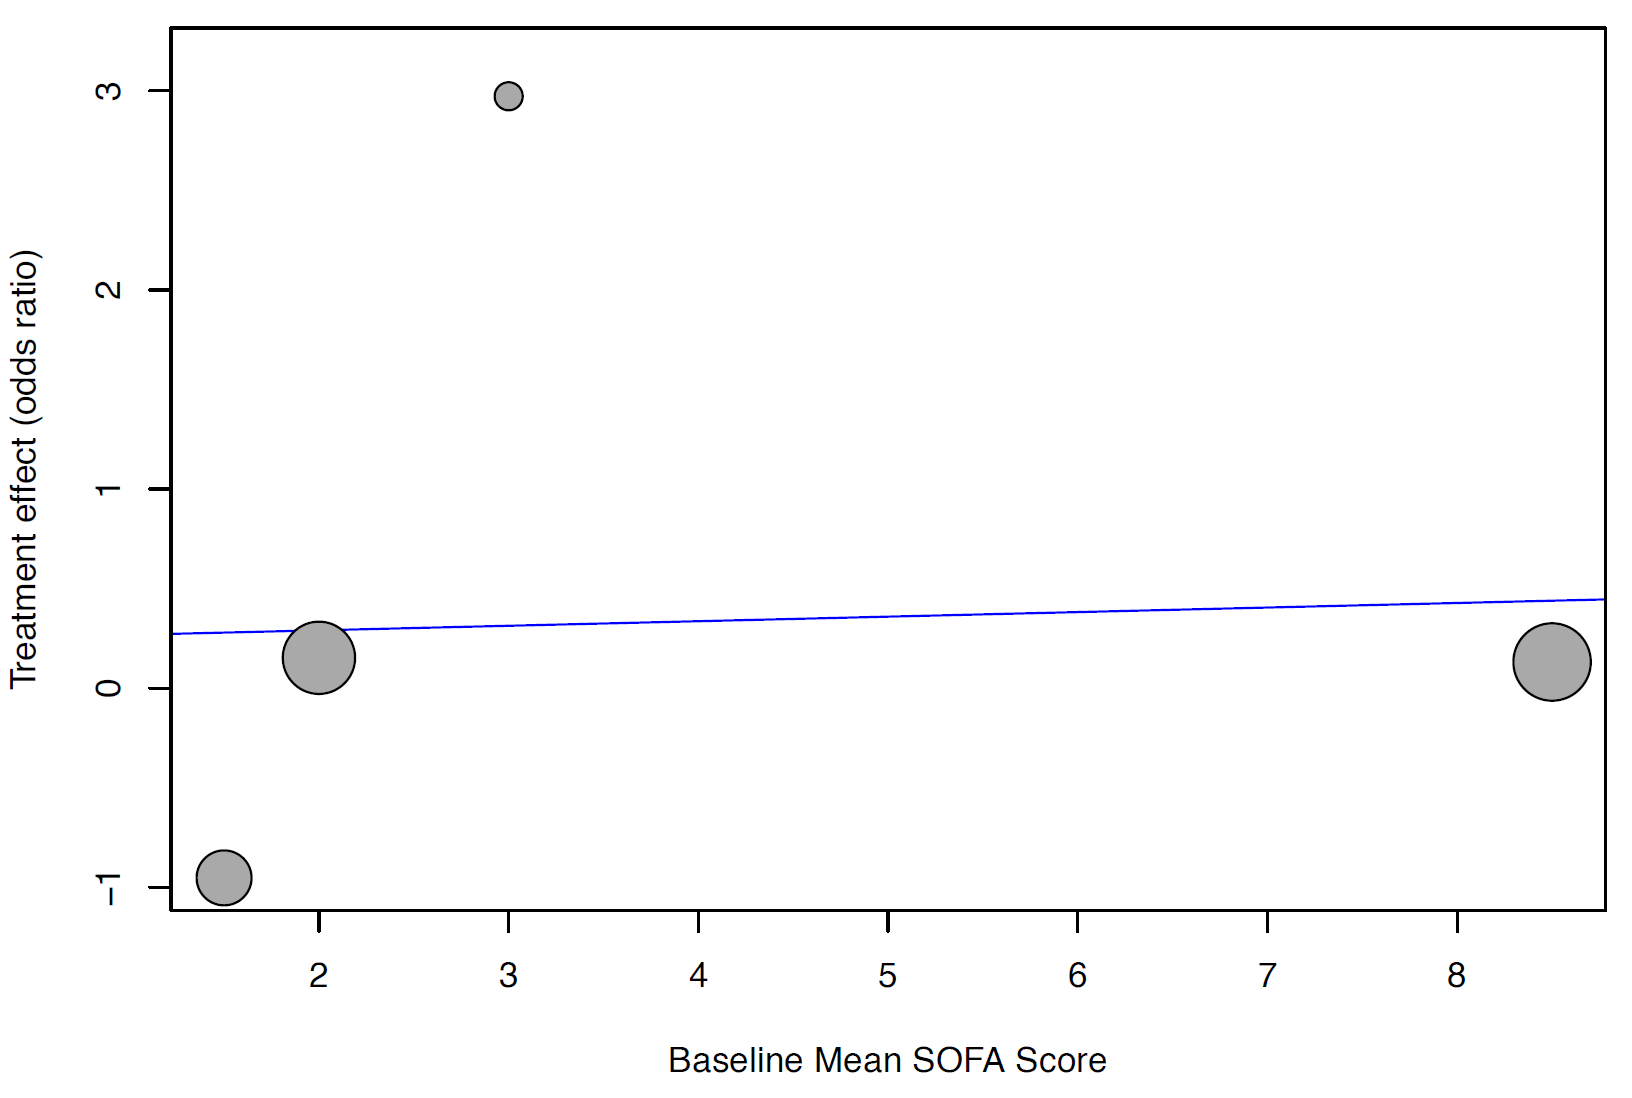 Treatment effect (odds ratio)
3
2
1
0
−1
2 3 4 5 6 7 8
Baseline Mean SOFA Score